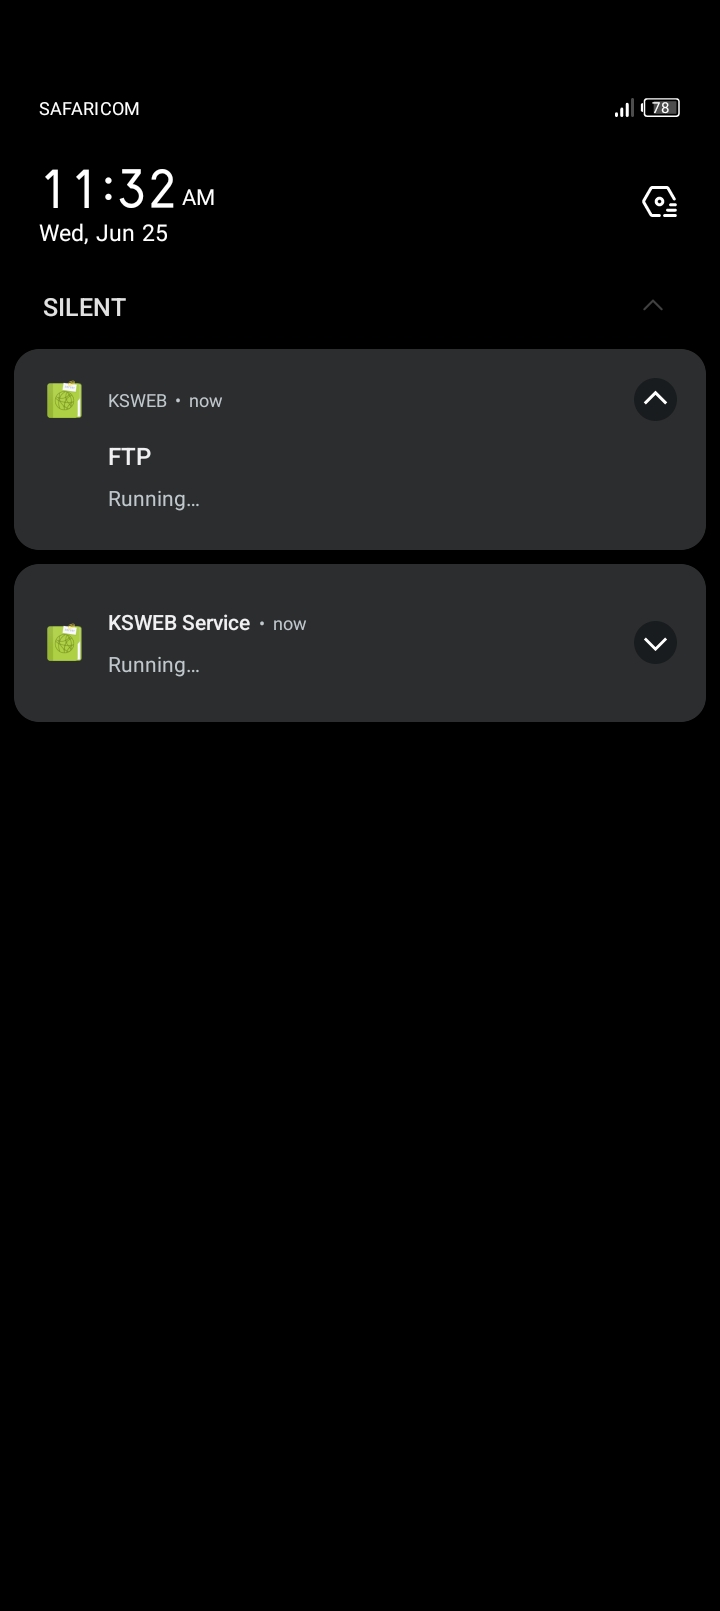 SAFARICOM
78
11:32 AM
Wed, Jun 25
SILENT
KSWEB • now
FTP
Running...
KSWEB Service • now
Running...